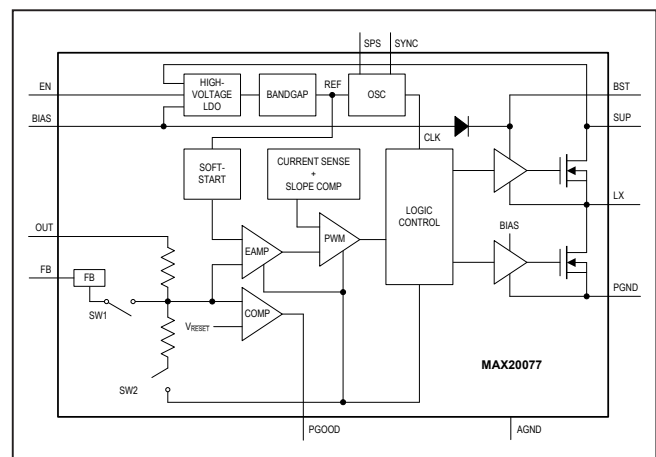 SPS
SYNC
EN
HIGH-
VOLTAGE
LDO
BANDGAP
REF
OSC
BST
BIAS
SUP
CLK
SOFT-
START
CURRENT SENSE
+
SLOPE COMP
LOGIC
CONTROL
LX
OUT
EAMP
PWM
BIAS
FB
FB
PGND
SW1
VRESET
COMP
MAX20077
SW2
PGOOD
AGND